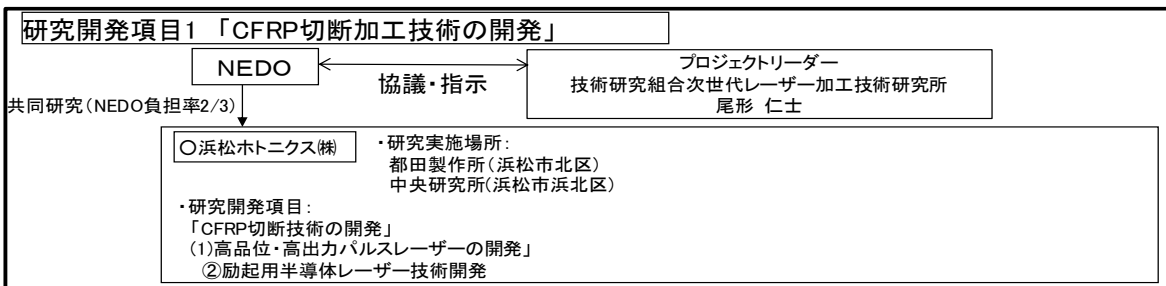 研究開発項目1 「CFRP切断加工技術の開発」
NEDO
協議・指示
プロジェクトリーダー
技術研究組合次世代レーザー加工技術研究所
尾形 仁士
共同研究(NEDO負担率2/3)
○浜松ホトニクス㈱
・研究実施場所:
都田製作所(浜松市北区)
中央研究所(浜松市浜北区)
・研究開発項目:
「CFRP切断技術の開発」
(1)高品位・高出力パルスレーザーの開発」
②励起用半導体レーザー技術開発